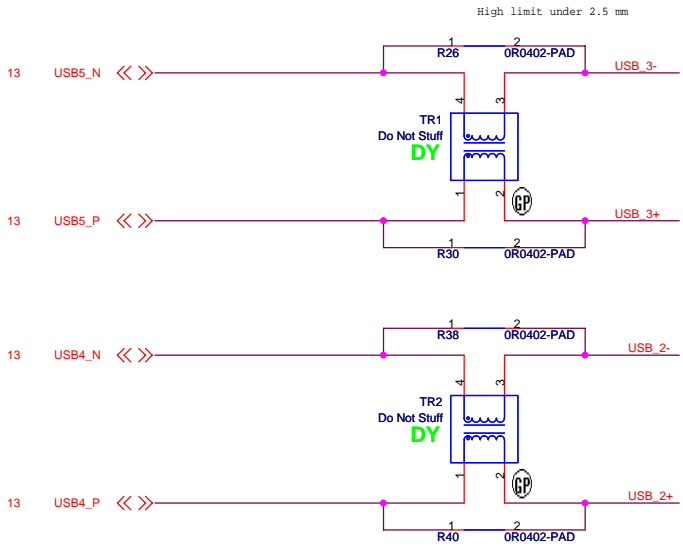 High limit under 2.5 mm
1 2
R26 0R0402-PAD
13 USB5_N USB_3-
4 3
TR1
Do Not Stuff
DY
1 2 GP
13 USB5_P USB_3+
1 2
R30 0R0402-PAD
1 2
R38 0R0402-PAD
13 USB4_N USB_2-
4 3
TR2
Do Not Stuff
DY
1 2 GP
13 USB4_P USB_2+
1 2
R40 0R0402-PAD